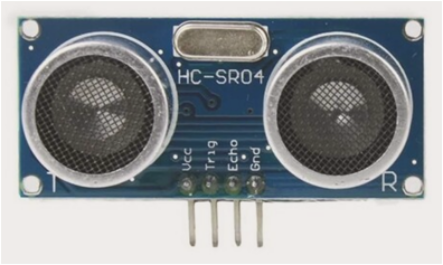 HC-SR04
Vcc
Trig
Echo
Gnd
T
R